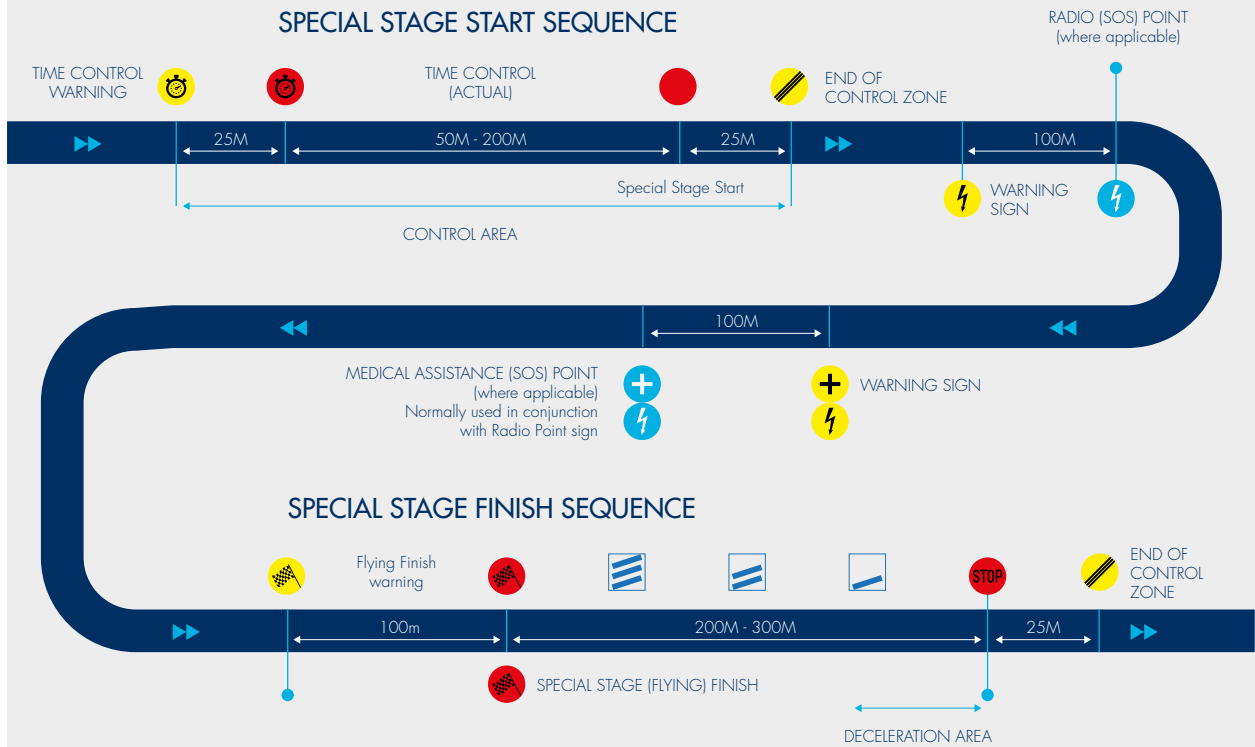 SPECIAL STAGE START SEQUENCE
RADIO (SOS) POINT
(where applicable)
TIME CONTROL
WARNING
TIME CONTROL
(ACTUAL)
END OF
CONTROL ZONE
25M
50M - 200M
25M
100M
Special Stage Start
WARNING
SIGN
CONTROL AREA
100M
MEDICAL ASSISTANCE (SOS) POINT
(where applicable)
Normally used in conjunction
with Radio Point sign
WARNING SIGN
SPECIAL STAGE FINISH SEQUENCE
Flying Finish
warning
STOP
END OF
CONTROL
ZONE
100m
200M - 300M
25M
SPECIAL STAGE (FLYING) FINISH
DECELERATION AREA